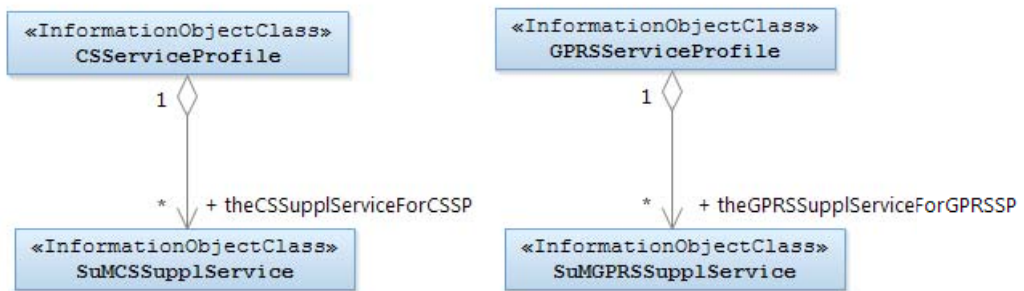 «InformationObjectClass»
CSServiceProfile
1
* + theCSSupplServiceForCSSP
«InformationObjectClass»
SuMCSSupplService
«InformationObjectClass»
GPRSServiceProfile
1
* + theGPRSSupplServiceForGPRSSP
«InformationObjectClass»
SuMGPRSSupplService